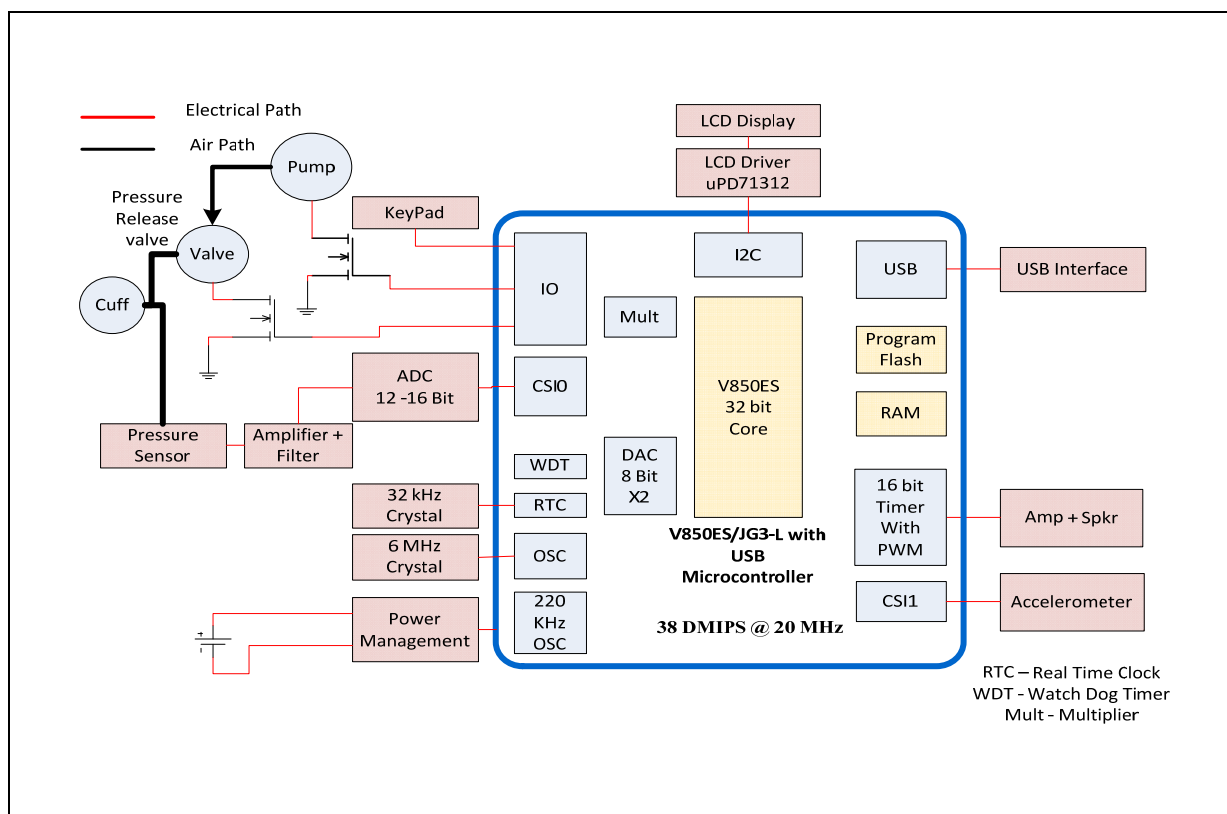 Electrical Path
Air Path
Pump
Pressure
Release
valve
Valve
Cuff
KeyPad
LCD Display
LCD Driver
uPD71312
I2C
IO
USB
USB Interface
Mult
Program
Flash
RAM
ADC
12 -16 Bit
CSI0
V850ES
32 bit
Core
Pressure
Sensor
Amplifier +
Filter
WDT
DAC
8 Bit
X2
32 kHz
Crystal
RTC
16 bit
Timer
With
PWM
Amp + Spkr
6 MHz
Crystal
OSC
V850ES/JG3-L with
USB
Microcontroller
Power
Management
220
KHz
OSC
38 DMIPS @ 20 MHz
CSI1
Accelerometer
+
-
RTC – Real Time Clock
WDT - Watch Dog Timer
Mult - Multiplier